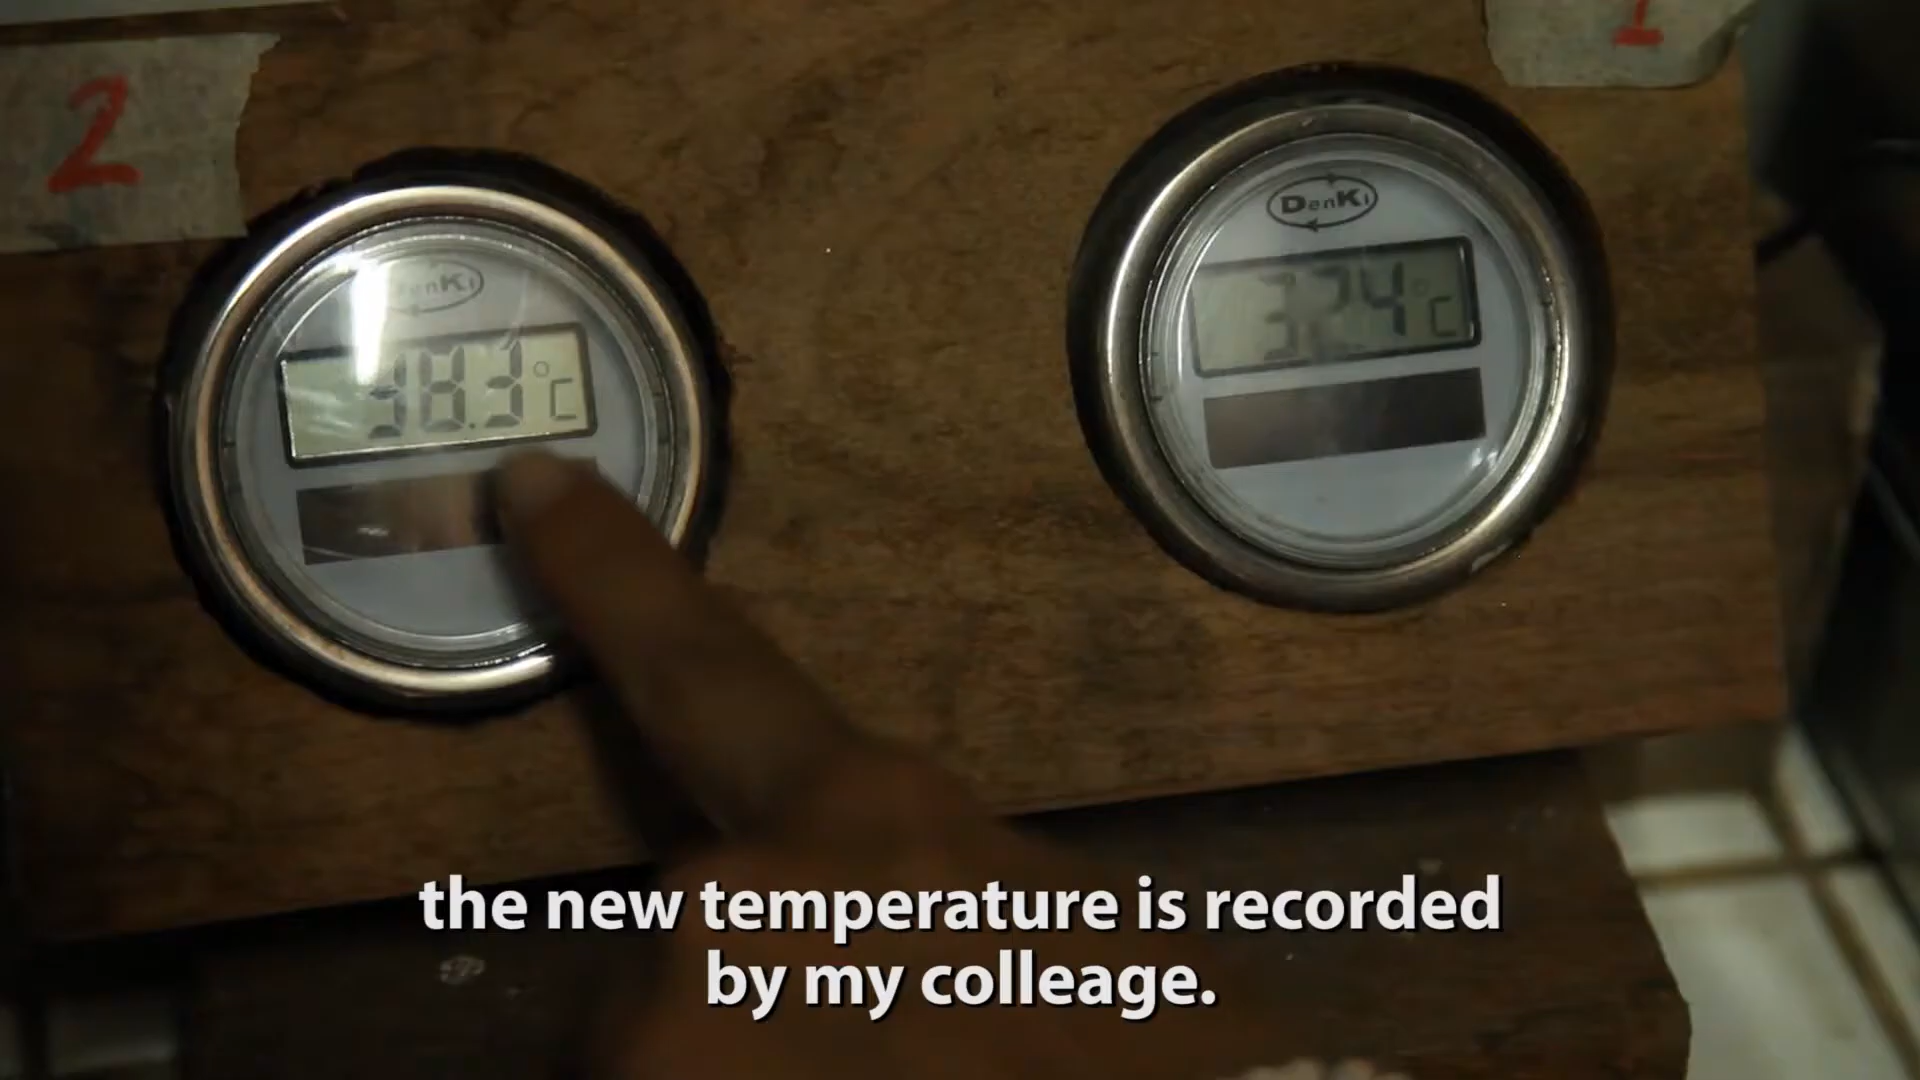 2
1
DenKi
32.4 °C
DenKi
38.3 °C
the new temperature is recorded
by my colleage.